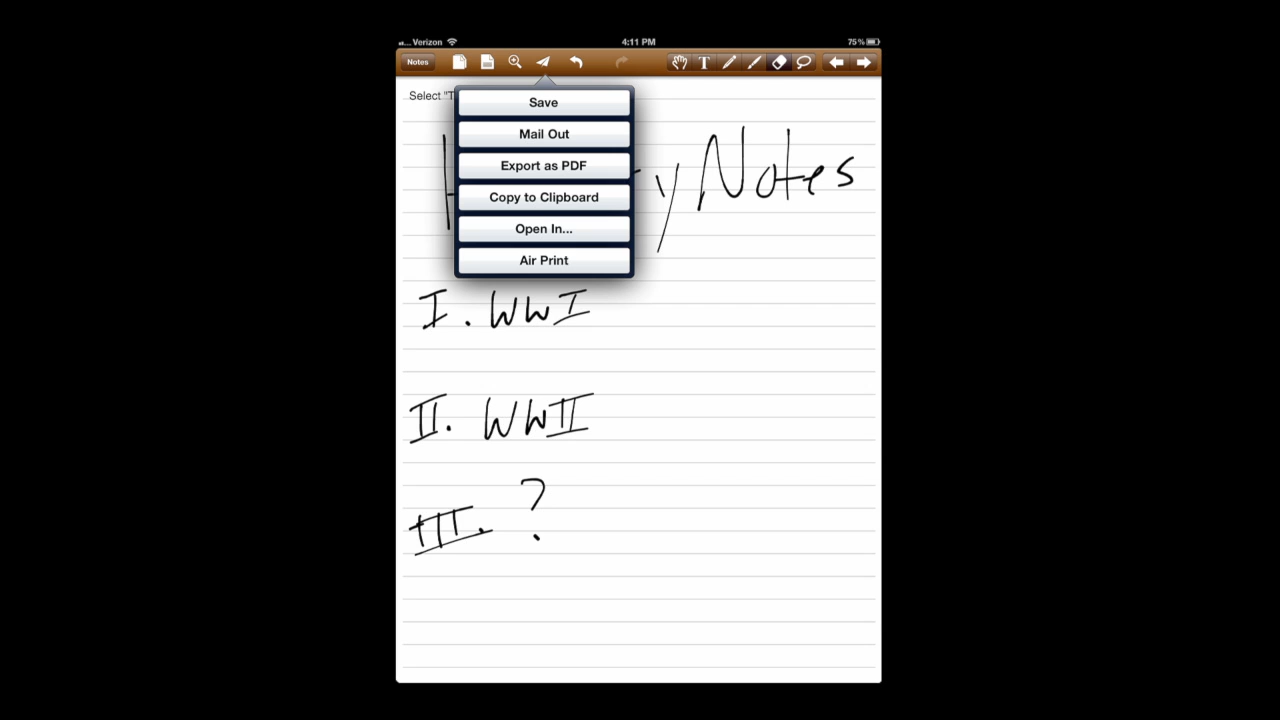 Verizon 4:11 PM 75%
Notes T
Select "T
Save
Mail Out
Export as PDF
Copy to Clipboard
Open In...
Air Print
y Notes
I. WWI
II. WWII
III. ?